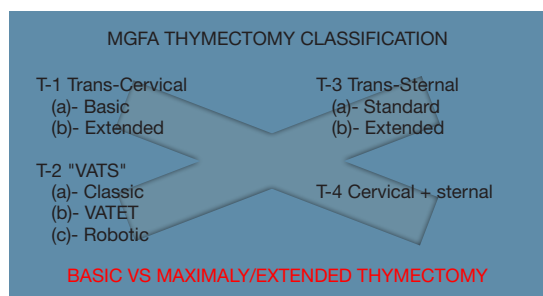 MGFA THYMECTOMY CLASSIFICATION
T-1 Trans-Cervical
(a)- Basic
(b)- Extended
T-2 "VATS"
(a)- Classic
(b)- VATET
(c)- Robotic
T-3 Trans-Sternal
(a)- Standard
(b)- Extended
T-4 Cervical + sternal
BASIC VS MAXIMALY/EXTENDED THYMECTOMY